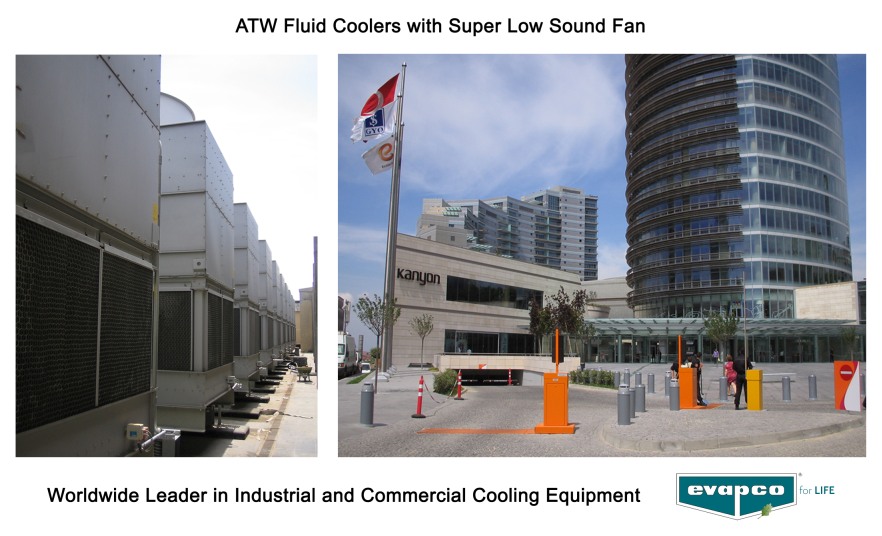 ATW Fluid Coolers with Super Low Sound Fan
GYO
e
kanyon
Worldwide Leader in Industrial and Commercial Cooling Equipment
evapco® for LIFE